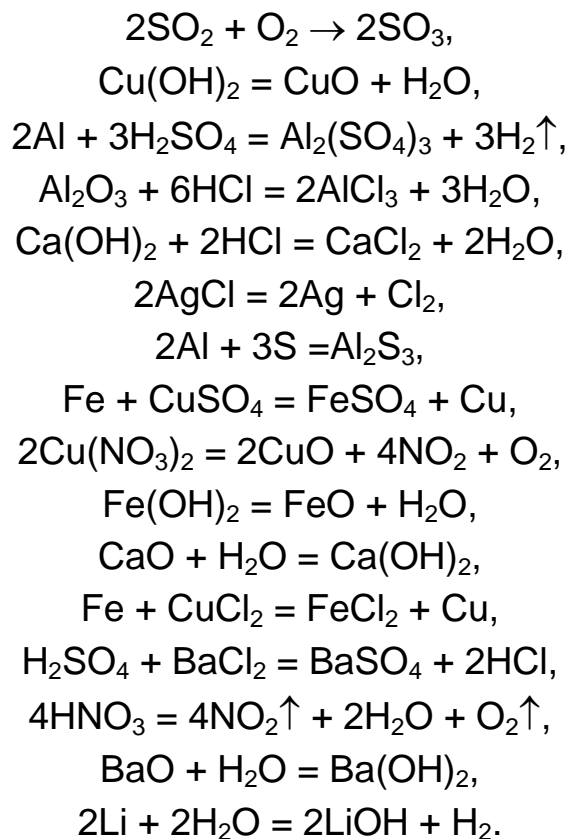 2SO₂ + O₂ → 2SO₃,
Cu(OH)₂ = CuO + H₂O,
2Al + 3H₂SO₄ = Al₂(SO₄)₃ + 3H₂↑,
Al₂O₃ + 6HCl = 2AlCl₃ + 3H₂O,
Ca(OH)₂ + 2HCl = CaCl₂ + 2H₂O,
2AgCl = 2Ag + Cl₂,
2Al + 3S =Al₂S₃,
Fe + CuSO₄ = FeSO₄ + Cu,
2Cu(NO₃)₂ = 2CuO + 4NO₂ + O₂,
Fe(OH)₂ = FeO + H₂O,
CaO + H₂O = Ca(OH)₂,
Fe + CuCl₂ = FeCl₂ + Cu,
H₂SO₄ + BaCl₂ = BaSO₄ + 2HCl,
4HNO₃ = 4NO₂↑ + 2H₂O + O₂↑,
BaO + H₂O = Ba(OH)₂,
2Li + 2H₂O = 2LiOH + H₂.